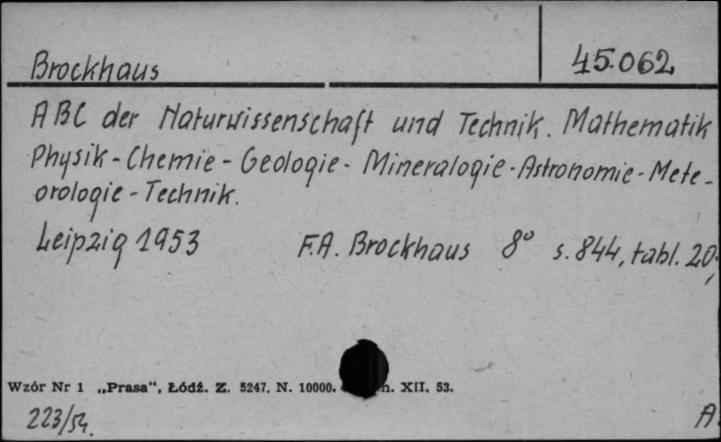 Brockhaus
45.062
ABC der Naturwissenschaft und Technik. Mathematik
Physik - Chemie - Geologie - Mineralogie - Astronomie - Mete-
orologie - Technik.
Leipzig 1953 F.A. Brockhaus 8° s. 844, tabl. 20;
Wzór Nr 1 „Prasa“, Łódź. Z. 5247. N. 10000. n. XII. 53.
223/54.
A.